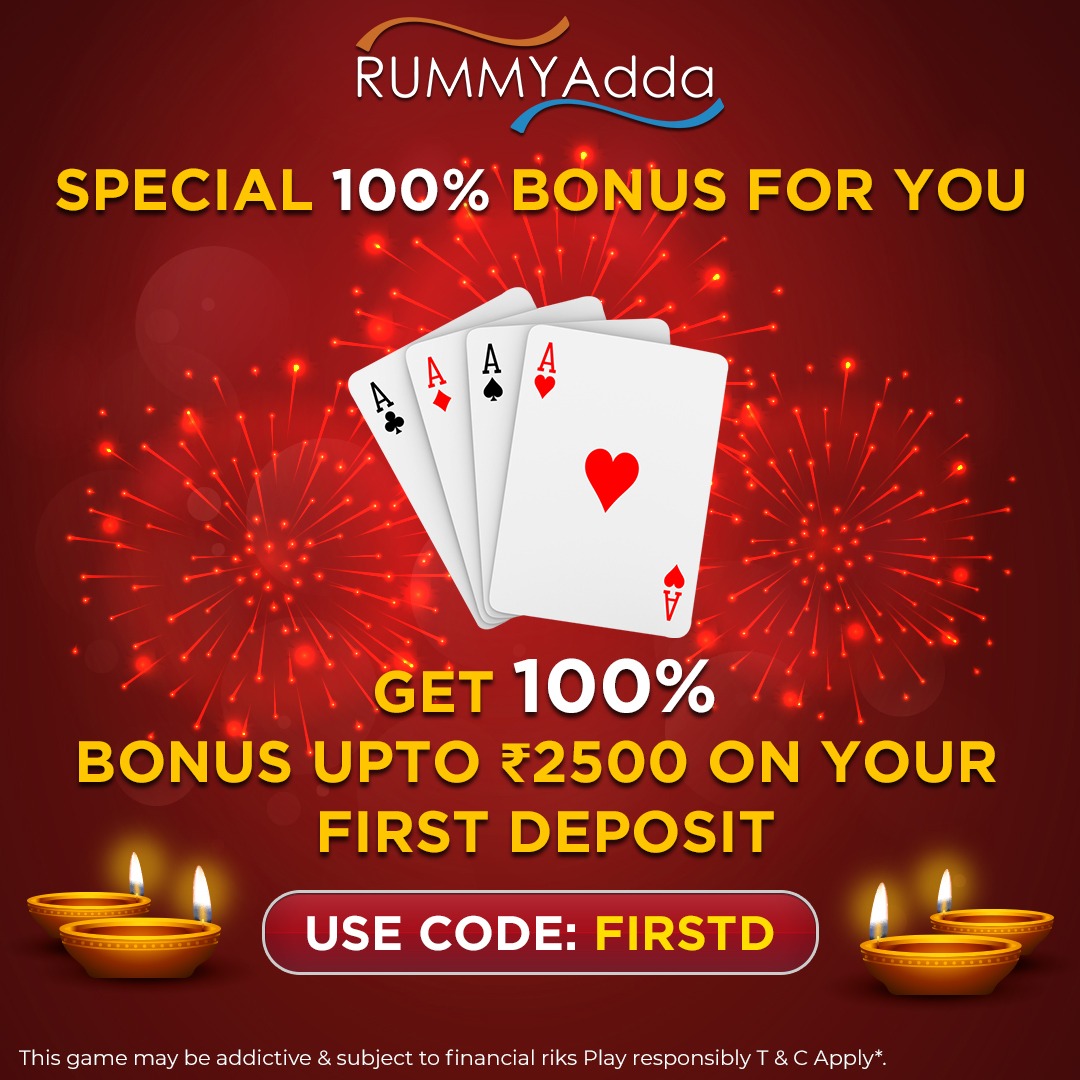 RUMMYAdda
SPECIAL 100% BONUS FOR YOU
A
A
A
A
A
GET 100%
BONUS UPTO ₹2500 ON YOUR
FIRST DEPOSIT
USE CODE: FIRSTD
This game may be addictive & subject to financial riks Play responsibly T & C Apply*.